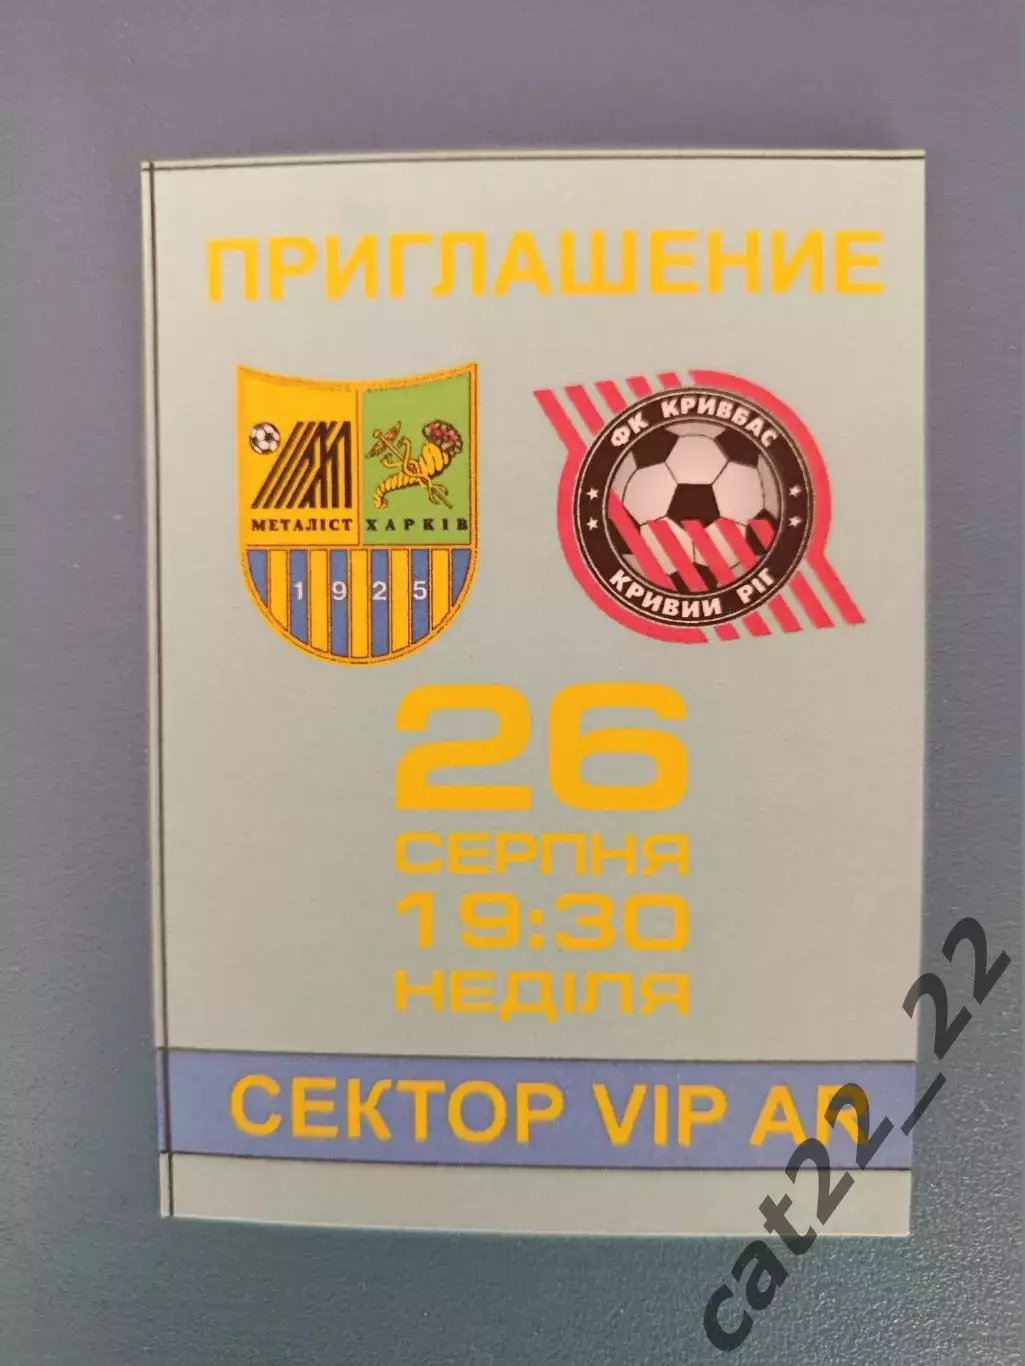 ПРИГЛАШЕНИЕ
МЕТАЛІСТ ХАРКІВ
1925
ФК КРИВБАС
КРИВИЙ РІГ
26
СЕРПНЯ
19:30
НЕДІЛЯ
СЕКТОР VIP AR
cat22_22